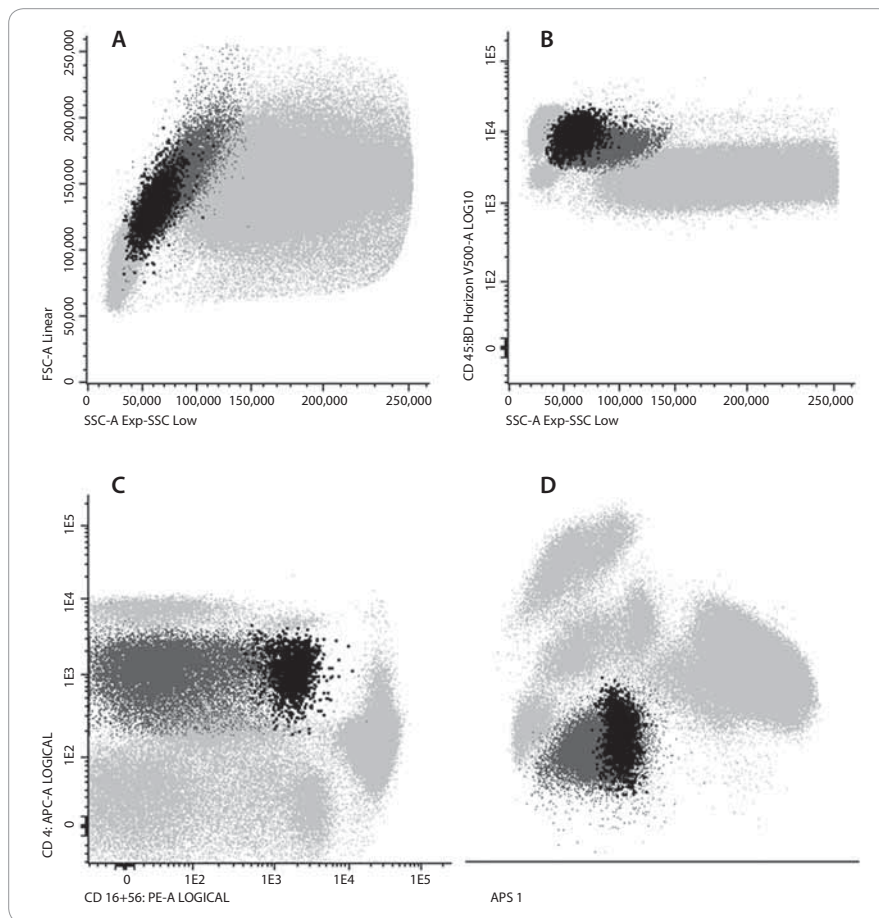 A
250,000
200,000
150,000
100,000
50,000
0
FSC-A Linear
0 50,000 100,000 150,000 200,000 250,000
SSC-A Exp-SSC Low
B
1E5
1E4
1E3
1E2
0
CD 45:BD Horizon V500-A LOG10
0 50,000 100,000 150,000 200,000 250,000
SSC-A Exp-SSC Low
C
1E5
1E4
1E3
1E2
0
CD 4: APC-A LOGICAL
0 1E2 1E3 1E4 1E5
CD 16+56: PE-A LOGICAL
D
APS 1